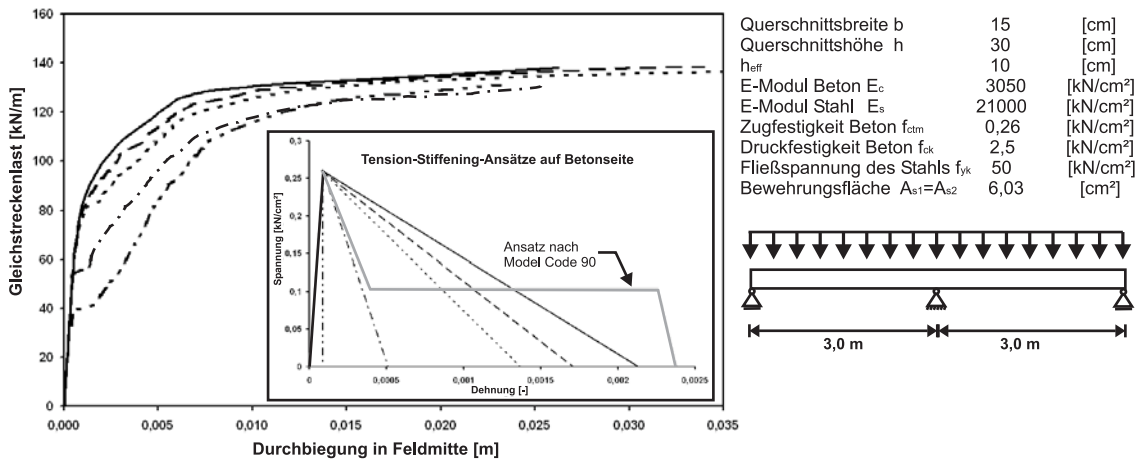 Gleichstreckenlast [kN/m]
160
140
120
100
80
60
40
20
0
0,000
0,005
0,010
0,015
0,020
0,025
0,030
0,035
Durchbiegung in Feldmitte [m]
Tension-Stiffening-Ansätze auf Betonseite
Spannung [kN/cm²]
0,3
0,25
0,2
0,15
0,1
0,05
0
0
0,0005
0,001
0,0015
0,002
0,0025
Dehnung [-]
Ansatz nach
Model Code 90
Querschnittsbreite b 15 [cm]
Querschnittshöhe h 30 [cm]
heff 10 [cm]
E-Modul Beton Ec 3050 [kN/cm²]
E-Modul Stahl Es 21000 [kN/cm²]
Zugfestigkeit Beton fctm 0,26 [kN/cm²]
Druckfestigkeit Beton fck 2,5 [kN/cm²]
Fließspannung des Stahls fyk 50 [kN/cm²]
Bewehrungsfläche As1=As2 6,03 [cm²]
3,0 m
3,0 m